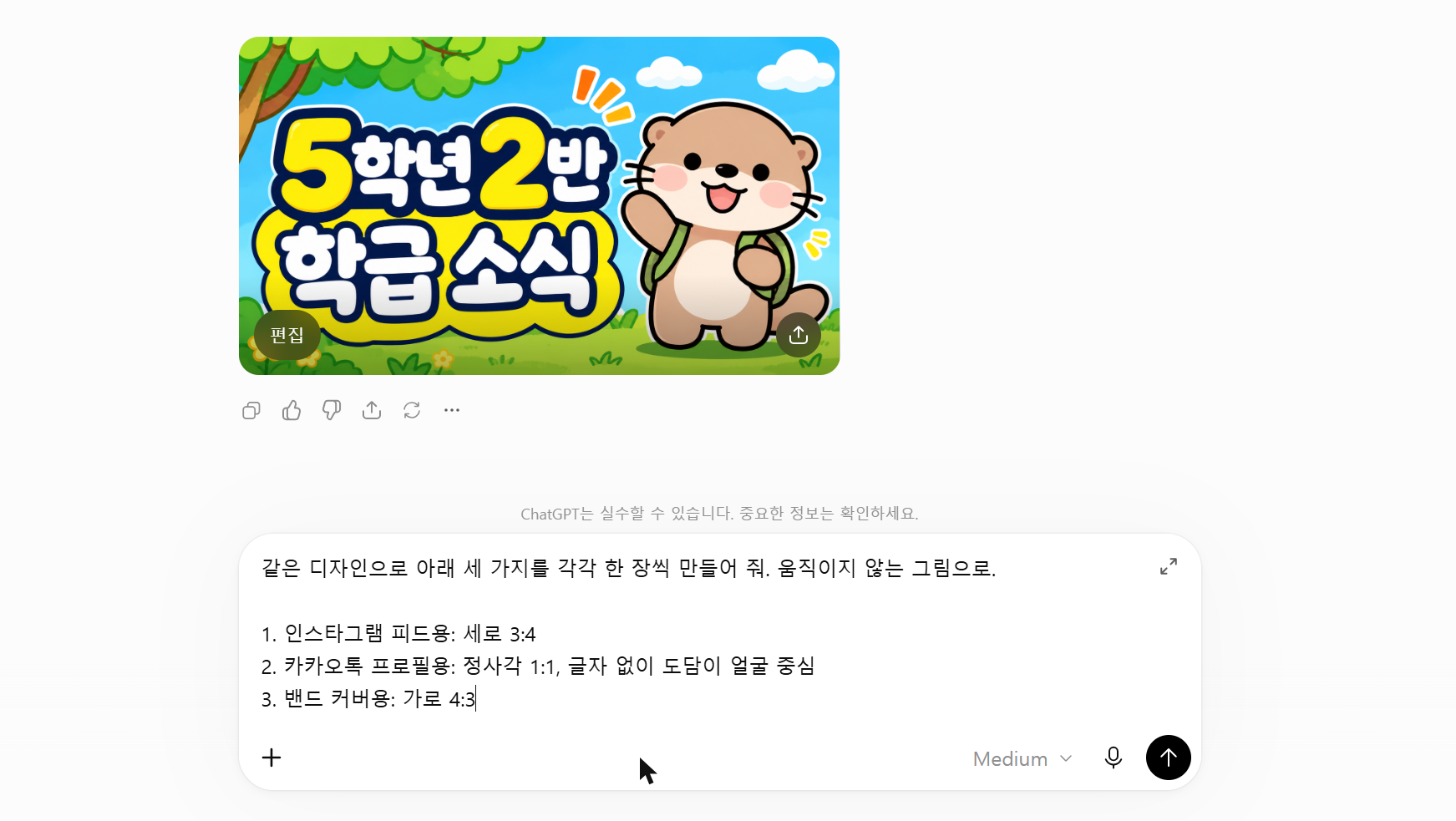 5학년 2반
학급 소식
편집
ChatGPT는 실수할 수 있습니다. 중요한 정보는 확인하세요.
같은 디자인으로 아래 세 가지를 각각 한 장씩 만들어 줘. 움직이지 않는 그림으로.
1. 인스타그램 피드용: 세로 3:4
2. 카카오톡 프로필용: 정사각 1:1, 글자 없이 도담이 얼굴 중심
3. 밴드 커버용: 가로 4:3
Medium